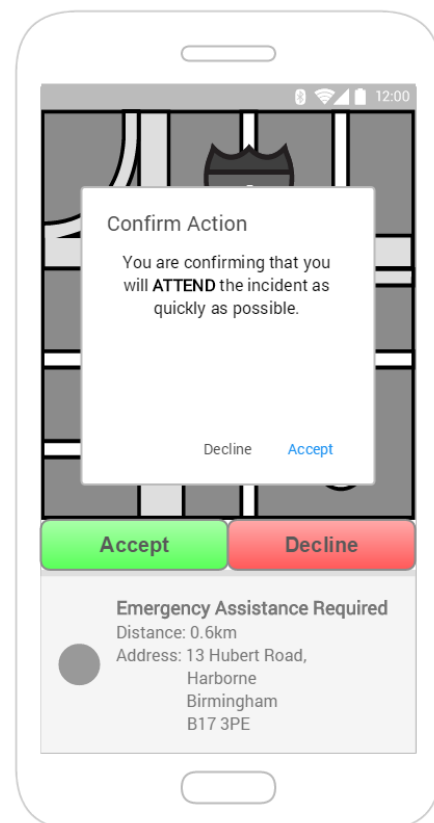 12:00
Confirm Action
You are confirming that you
will ATTEND the incident as
quickly as possible.
Decline Accept
Accept Decline
Emergency Assistance Required
Distance: 0.6km
Address: 13 Hubert Road,
Harborne
Birmingham
B17 3PE